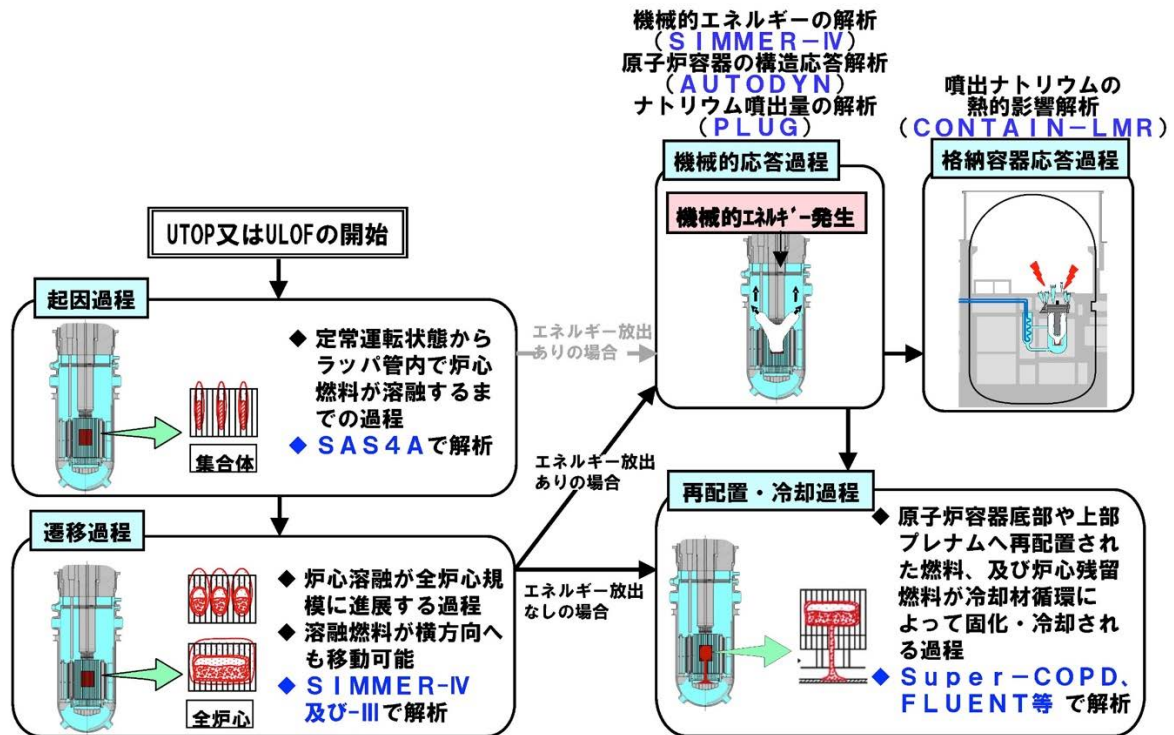 機械的エネルギーの解析
(SIMMER-Ⅳ)
原子炉容器の構造応答解析
(AUTODYN)
ナトリウム噴出量の解析
(PLUG)
噴出ナトリウムの
熱的影響解析
(CONTAIN-LMR)
機械的応答過程
機械的エネルギー発生
格納容器応答過程
UTOP又はULOFの開始
起因過程
◆ 定常運転状態から
ラッパ管内で炉心
燃料が溶融するま
での過程
◆ SAS4Aで解析
集合体
エネルギー放出
ありの場合
エネルギー放出
ありの場合
遷移過程
◆ 炉心溶融が全炉心規
模に進展する過程
◆ 溶融燃料が横方向へ
も移動可能
◆ SIMMER-Ⅳ
及び-Ⅲで解析
全炉心
エネルギー放出
なしの場合
再配置・冷却過程
◆ 原子炉容器底部や上部
プレナムへ再配置され
た燃料、及び炉心残留
燃料が冷却材循環に
よって固化・冷却され
る過程
◆ Super-COPD、
FLUENT等 で解析